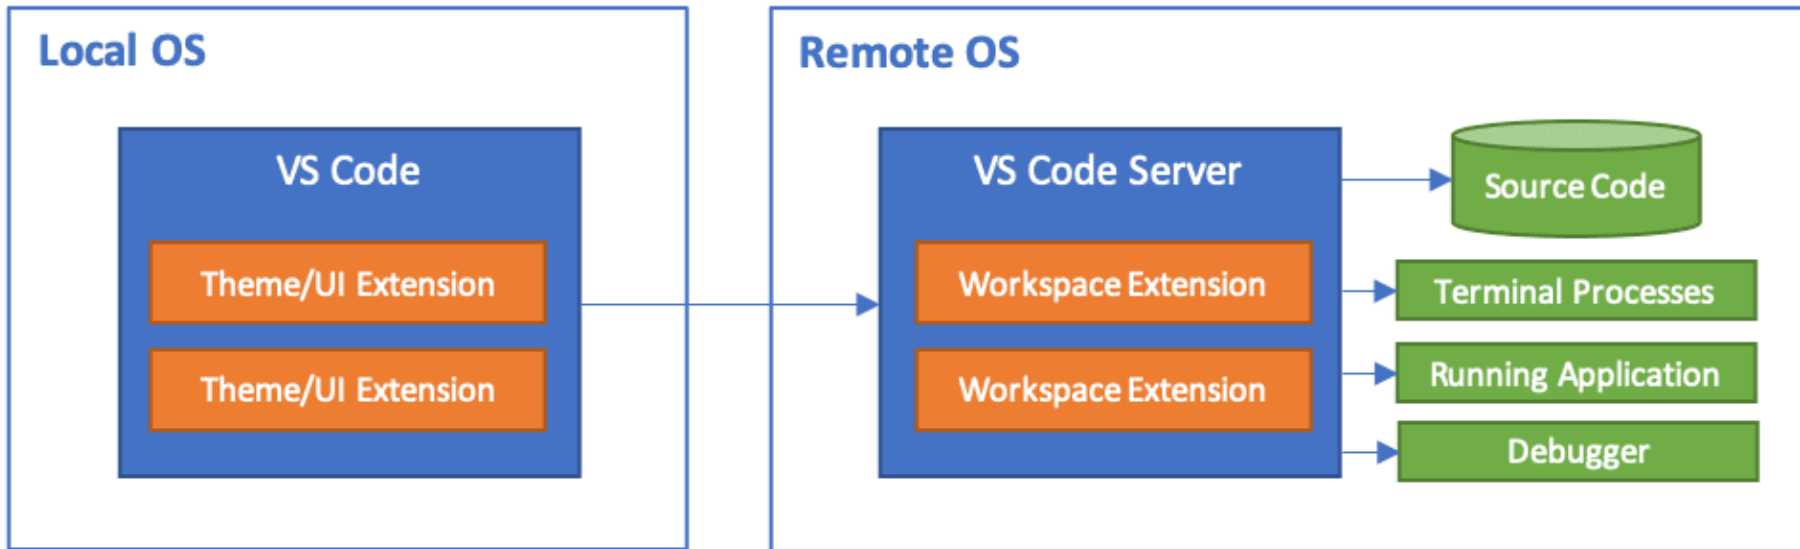 Local OS
VS Code
Theme/UI Extension
Theme/UI Extension
Remote OS
VS Code Server
Workspace Extension
Workspace Extension
Source Code
Terminal Processes
Running Application
Debugger